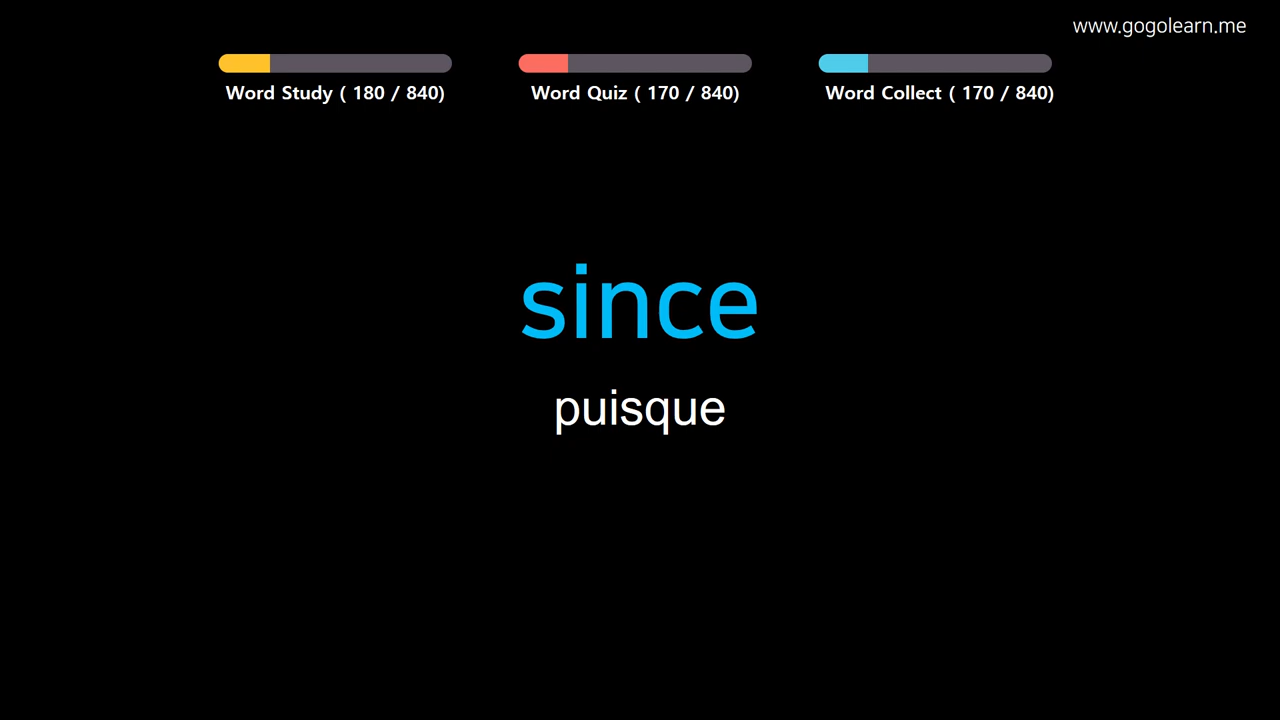 www.gogolearn.me
Word Study ( 180 / 840)
Word Quiz ( 170 / 840)
Word Collect ( 170 / 840)
since
puisque